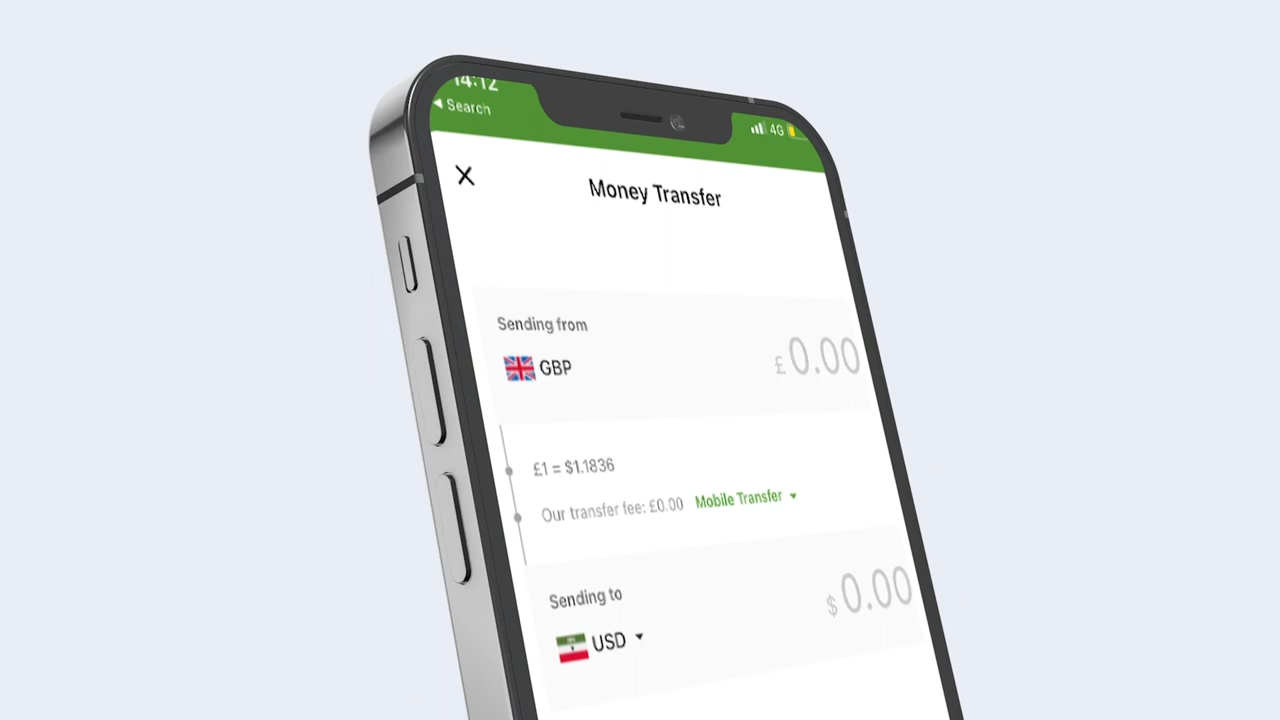 14:12
◀ Search
4G
Money Transfer
Sending from
GBP
£0.00
£1 = $1.1836
Our transfer fee: £0.00 Mobile Transfer
Sending to
USD
$0.00